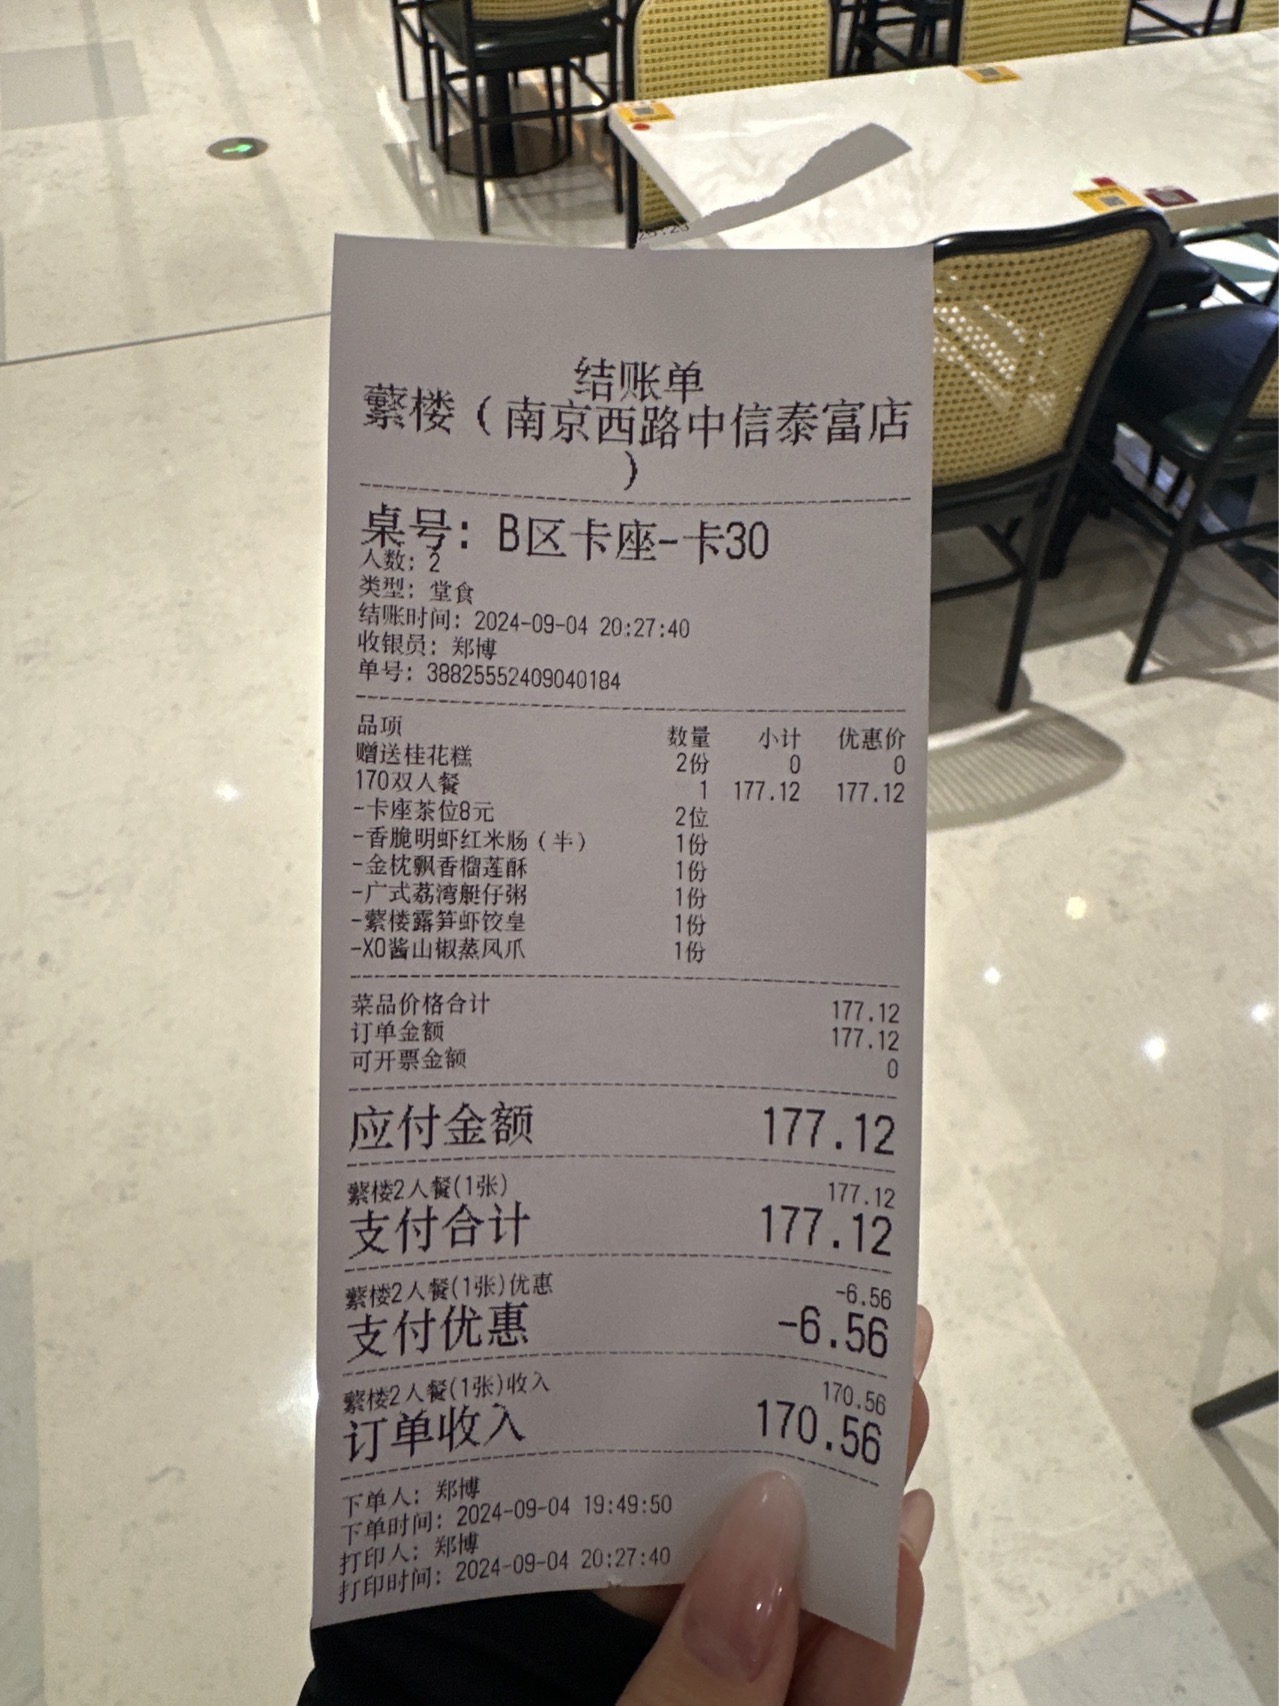 结账单
蘩楼（南京西路中信泰富店
）
桌号：B区卡座-卡30
人数：2
类型：堂食
结账时间：2024-09-04 20:27:40
收银员：郑博
单号：38825552409040184
品项 数量 小计 优惠价
赠送桂花糕 2份 0 0
170双人餐 1 177.12 177.12
-卡座茶位8元 2位
-香脆明虾红米肠（半） 1份
-金枕飘香榴莲酥 1份
-广式荔湾艇仔粥 1份
-蘩楼露笋虾饺皇 1份
-XO酱山椒蒸凤爪 1份
菜品价格合计 177.12
订单金额 177.12
可开票金额 0
应付金额 177.12
蘩楼2人餐(1张) 177.12
支付合计 177.12
蘩楼2人餐(1张)优惠 -6.56
支付优惠 -6.56
蘩楼2人餐(1张)收入 170.56
订单收入 170.56
下单人：郑博
下单时间：2024-09-04 19:49:50
打印人：郑博
打印时间：2024-09-04 20:27:40